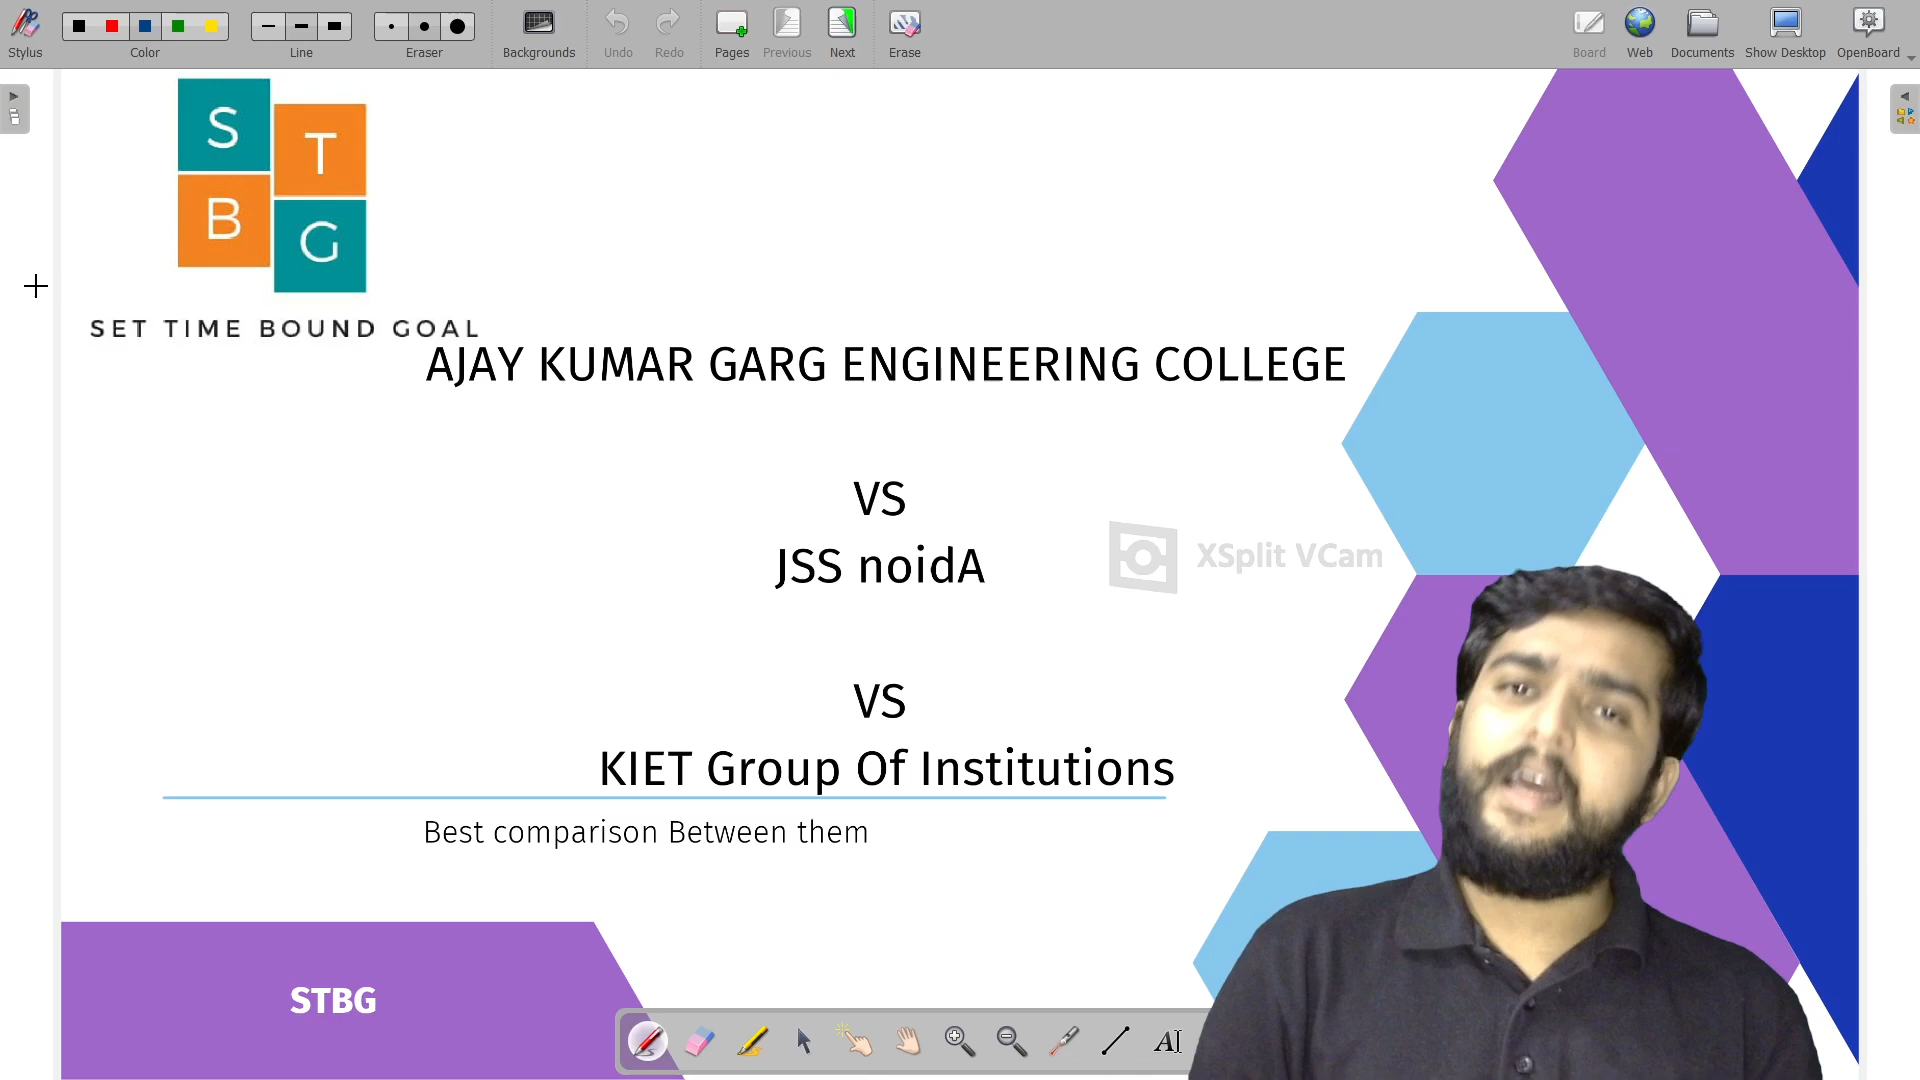 Stylus
Color
Line
Eraser
Backgrounds
Undo
Redo
Pages
Previous
Next
Erase
Board
Web
Documents
Show Desktop
OpenBoard
S
T
B
G
SET TIME BOUND GOAL
AJAY KUMAR GARG ENGINEERING COLLEGE
VS
JSS noidA
XSplit VCam
VS
KIET Group Of Institutions
Best comparison Between them
STBG